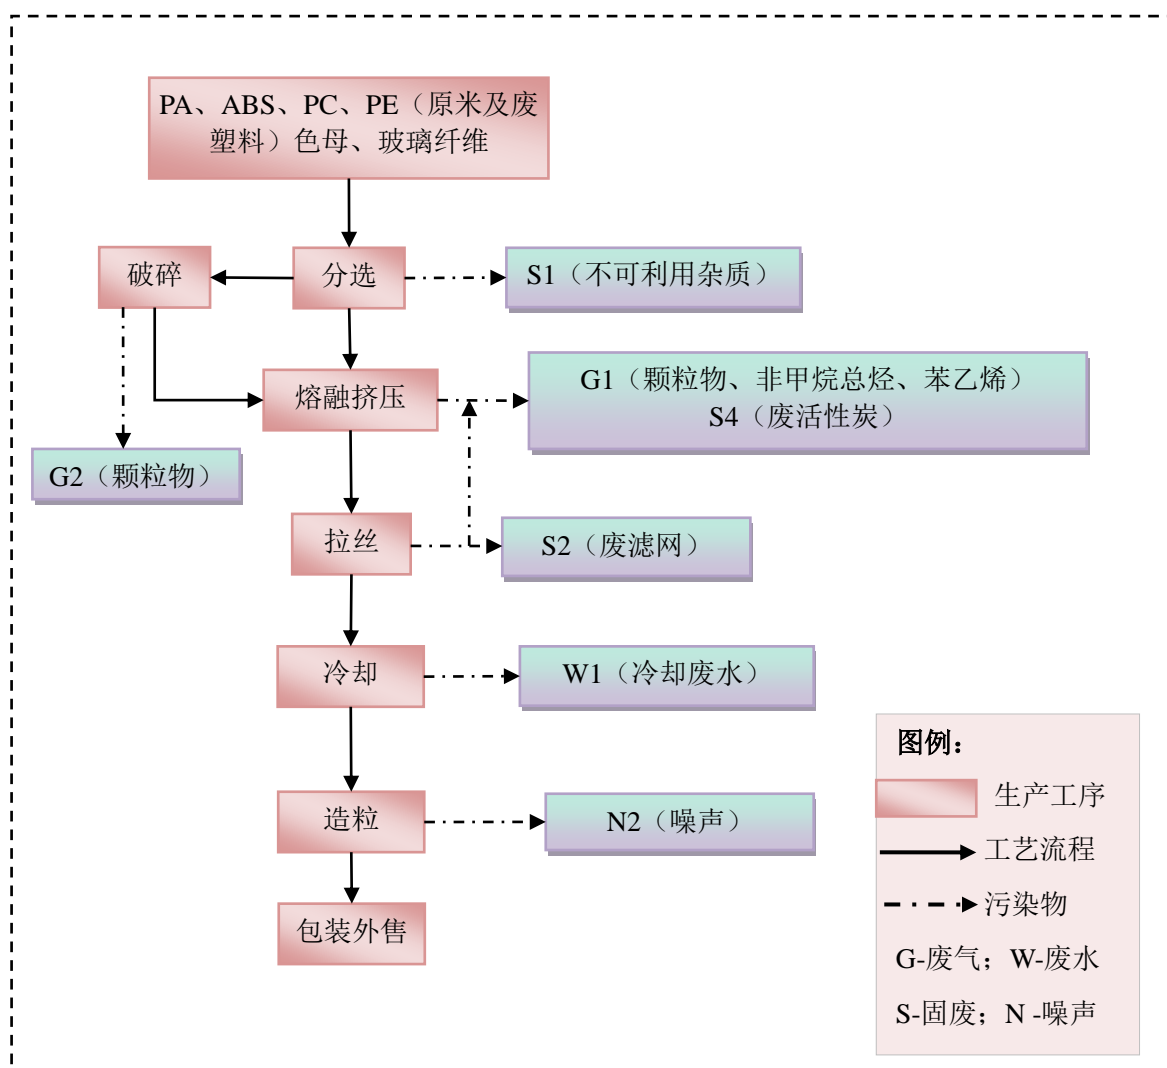 PA、ABS、PC、PE（原米及废
塑料）色母、玻璃纤维
破碎
分选
S1（不可利用杂质）
熔融挤压
G1（颗粒物、非甲烷总烃、苯乙烯）
S4（废活性炭）
G2（颗粒物）
拉丝
S2（废滤网）
冷却
W1（冷却废水）
造粒
N2（噪声）
包装外售
图例：
生产工序
工艺流程
污染物
G-废气；W-废水
S-固废；N -噪声